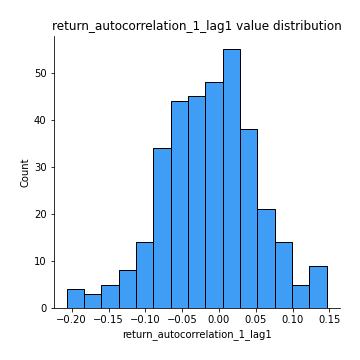 return_autocorrelation_1_lag1 value distribution
50
40
30
20
10
0
Count
−0.20 −0.15 −0.10 −0.05 0.00 0.05 0.10 0.15
return_autocorrelation_1_lag1